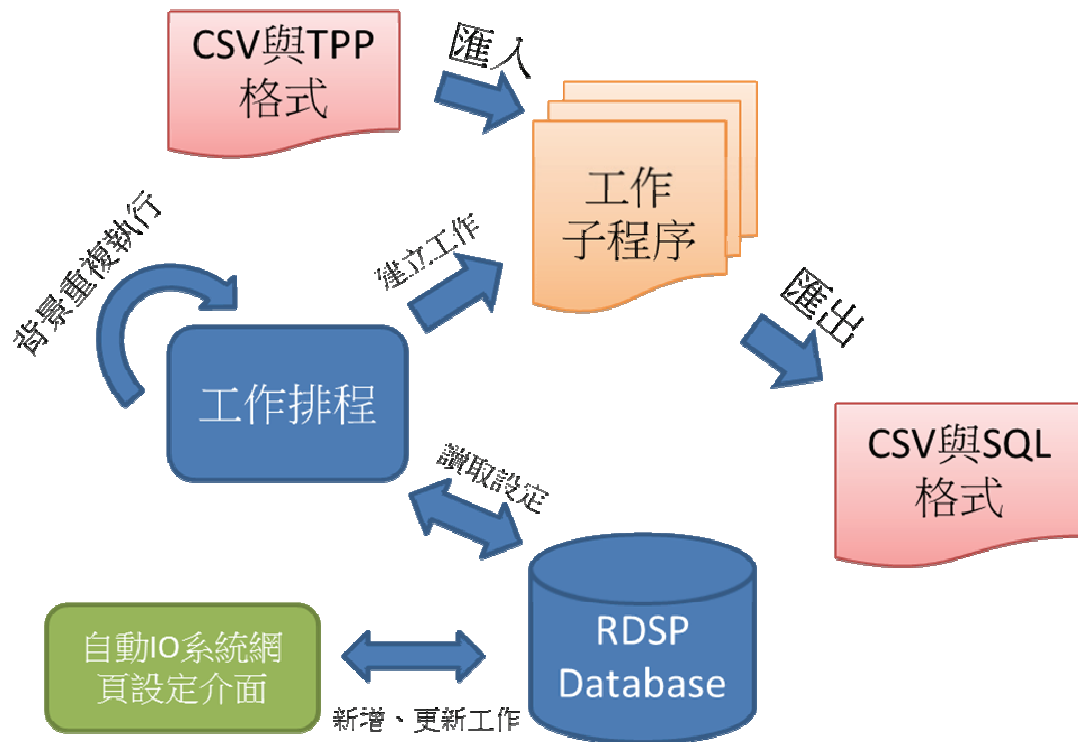 CSV與TPP
格式
匯入
工作
子程序
背景重複執行
建立工作
匯出
工作排程
CSV與SQL
格式
讀取設定
RDSP
Database
自動IO系統網
頁設定介面
新增、更新工作